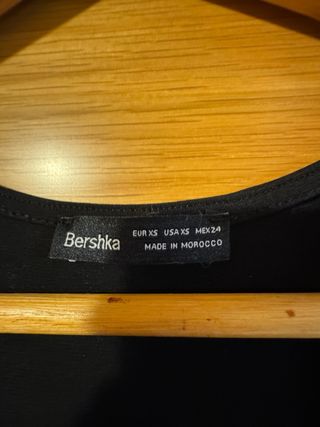 Bershka
EUR XS USA XS MEX 24
MADE IN MOROCCO